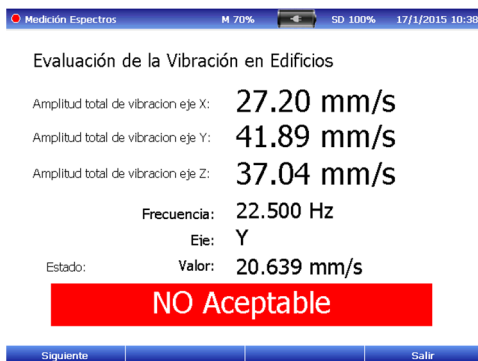 Medición Espectros M 70% SD 100% 17/1/2015 10:38
Evaluación de la Vibració en Edificios
Amplitud total de vibracion eje X: 27.20 mm/s
Amplitud total de vibracion eje Y: 41.89 mm/s
Amplitud total de vibracion eje Z: 37.04 mm/s
Frecuencia: 22.500 Hz
Eje: Y
Estado: Valor: 20.639 mm/s
NO Aceptable
Siguiente Salir